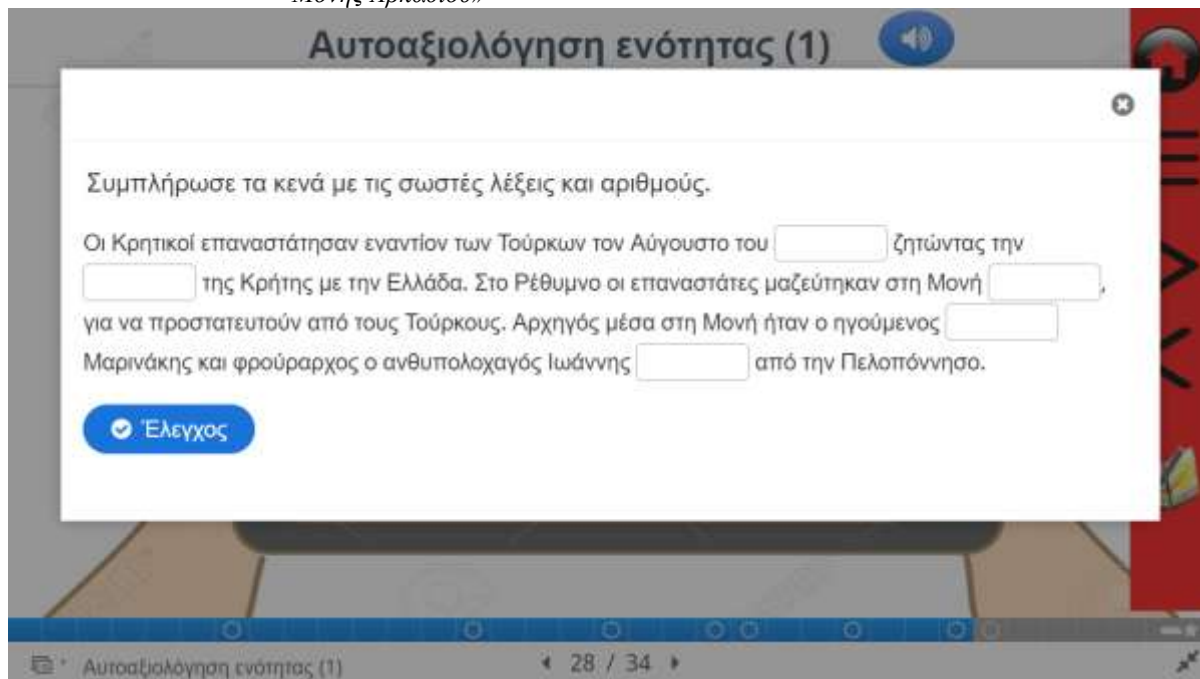 Μονής Αρκαδίου»
Αυτοαξιολόγηση ενότητας (1)
Συμπλήρωσε τα κενά με τις σωστές λέξεις και αριθμούς.
Οι Κρητικοί επαναστάτησαν εναντίον των Τούρκων τον Αύγουστο του ζητώντας την
της Κρήτης με την Ελλάδα. Στο Ρέθυμνο οι επαναστάτες μαζεύτηκαν στη Μονή ,
για να προστατευτούν από τους Τούρκους. Αρχηγός μέσα στη Μονή ήταν ο ηγούμενος
Μαρινάκης και φρούραρχος ο ανθυπολοχαγός Ιωάννης από την Πελοπόννησο.
Έλεγχος
Αυτοαξιολόγηση ενότητας (1) 28 / 34